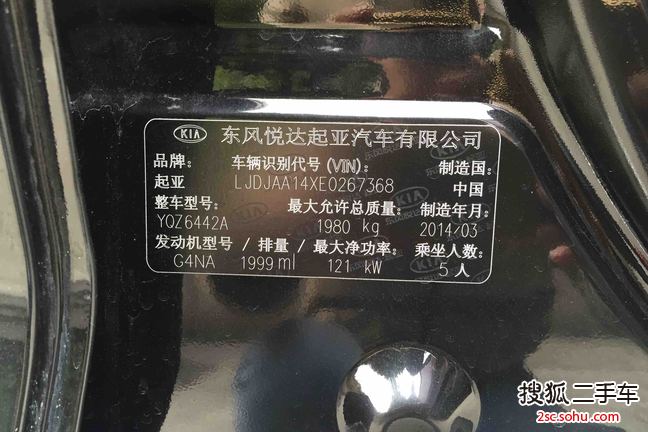 KIA 东风悦达起亚汽车有限公司
品牌: 车辆识别代号(VIN): 制造国:
起亚 LJDJAA14XE0267368 中国
整车型号: 最大允许总质量: 制造年月:
YQZ6442A 1980 kg 2014/03
发动机型号 / 排量 / 最大净功率: 乘坐人数:
G4NA 1999 ml 121 kW 5 人
搜狐二手车
2sc.sohu.com